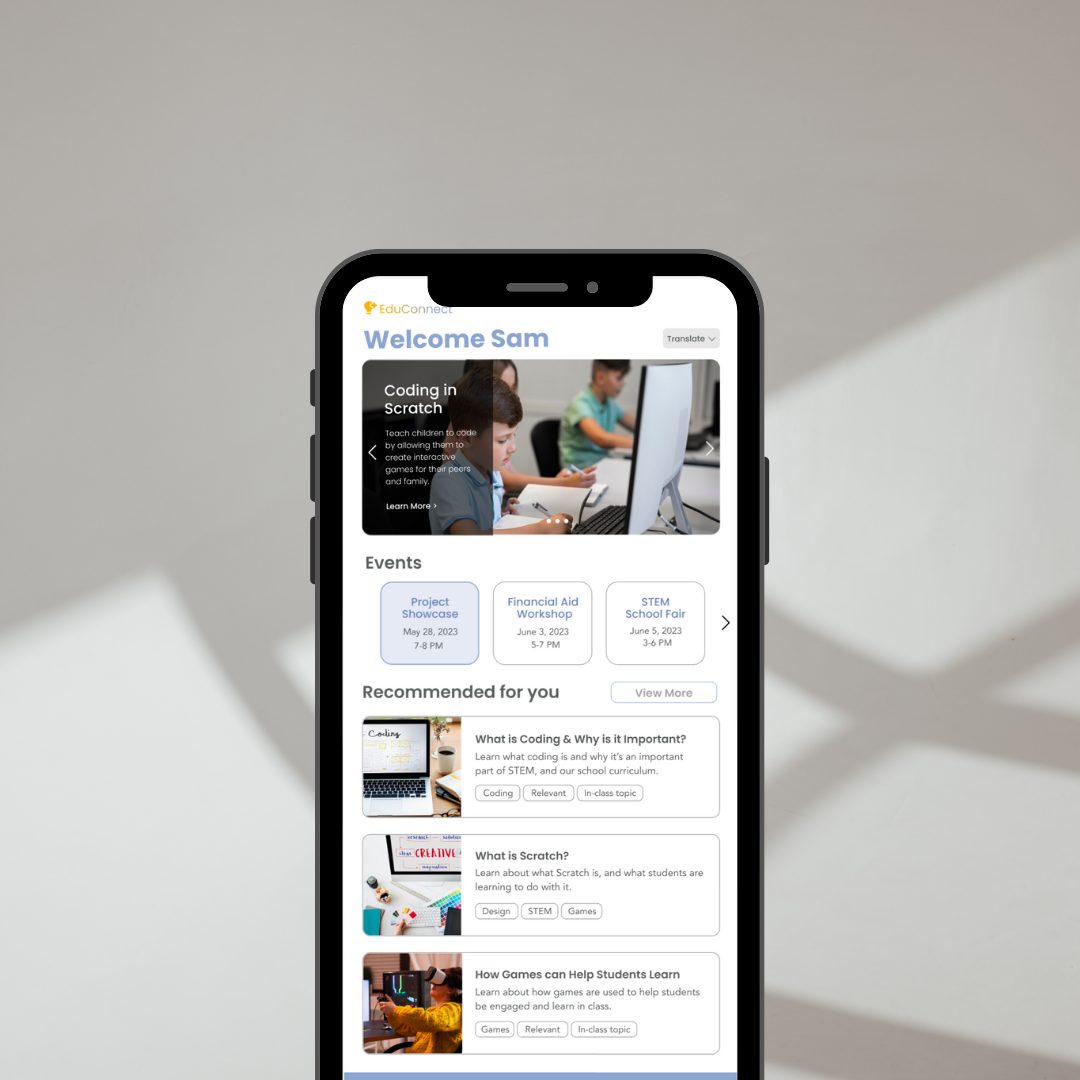 EduConnect
Welcome Sam
Translate
Coding in
Scratch
Teach children to code
by allowing them to
create interactive
games for their peers
and family.
Learn More >
Events
Project
Showcase
May 28, 2023
7-8 PM
Financial Aid
Workshop
June 3, 2023
5-7 PM
STEM
School Fair
June 5, 2023
3-6 PM
Recommended for you
View More
Coding
What is Coding & Why is it Important?
Learn what coding is and why it's an important
part of STEM, and our school curriculum.
Coding Relevant In-class topic
CREATIVE
What is Scratch?
Learn about what Scratch is, and what students are
learning to do with it.
Design STEM Games
How Games can Help Students Learn
Learn about how games are used to help students
be engaged and learn in class.
Games Relevant In-class topic